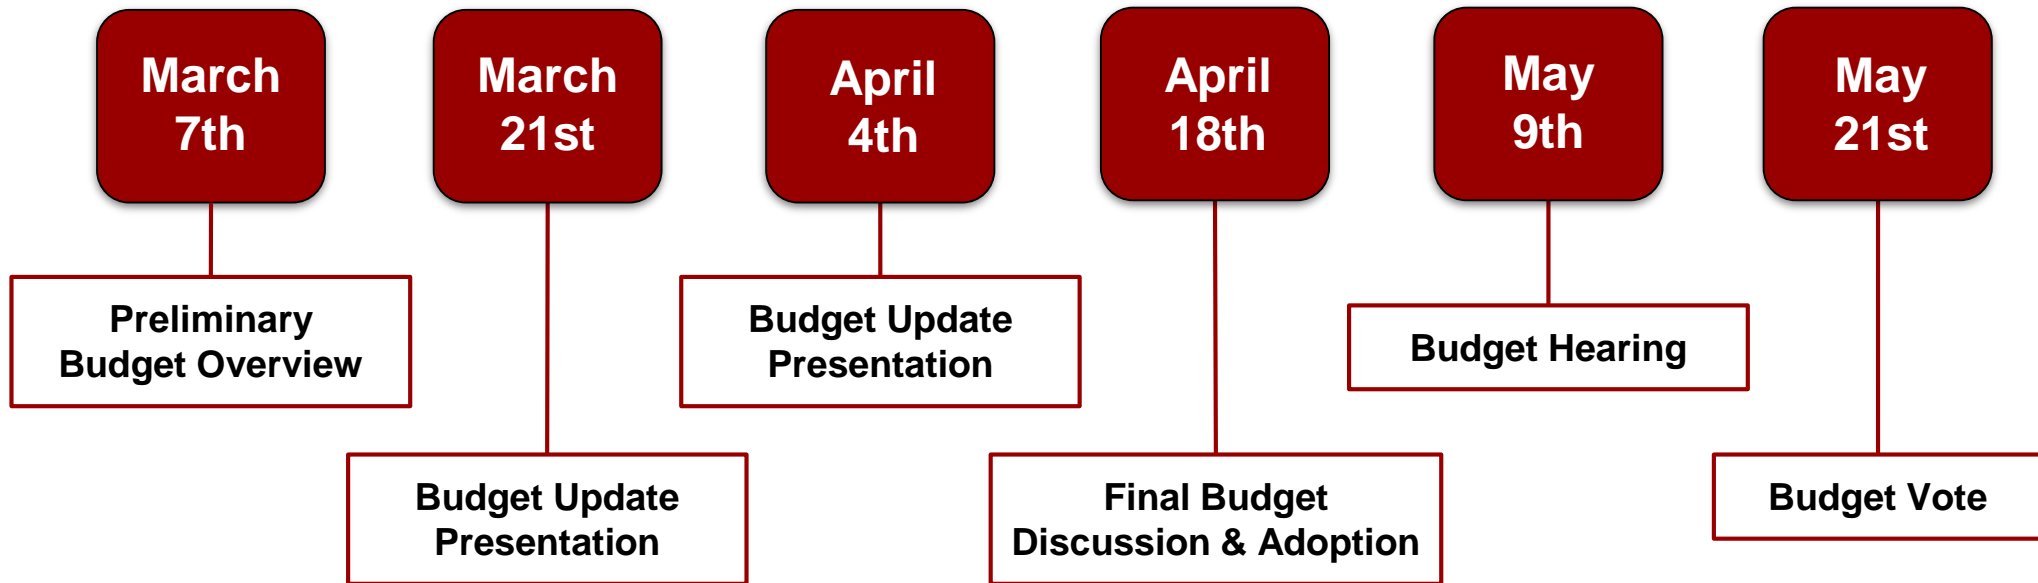 March
7th
March
21st
April
4th
April
18th
May
9th
May
21st
Preliminary
Budget Overview
Budget Update
Presentation
Budget Update
Presentation
Final Budget
Discussion & Adoption
Budget Hearing
Budget Vote